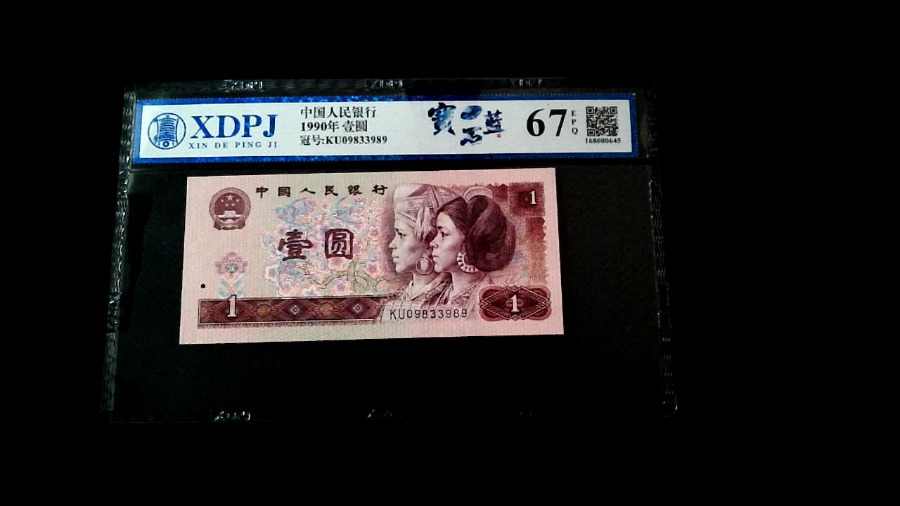 XDPJ
XIN DE PING JI
中国人民银行
1990年 壹圆
冠号:KU09833989
67
EPQ
168000645
中国人民银行
1
壹圆
1
KU09833989
1